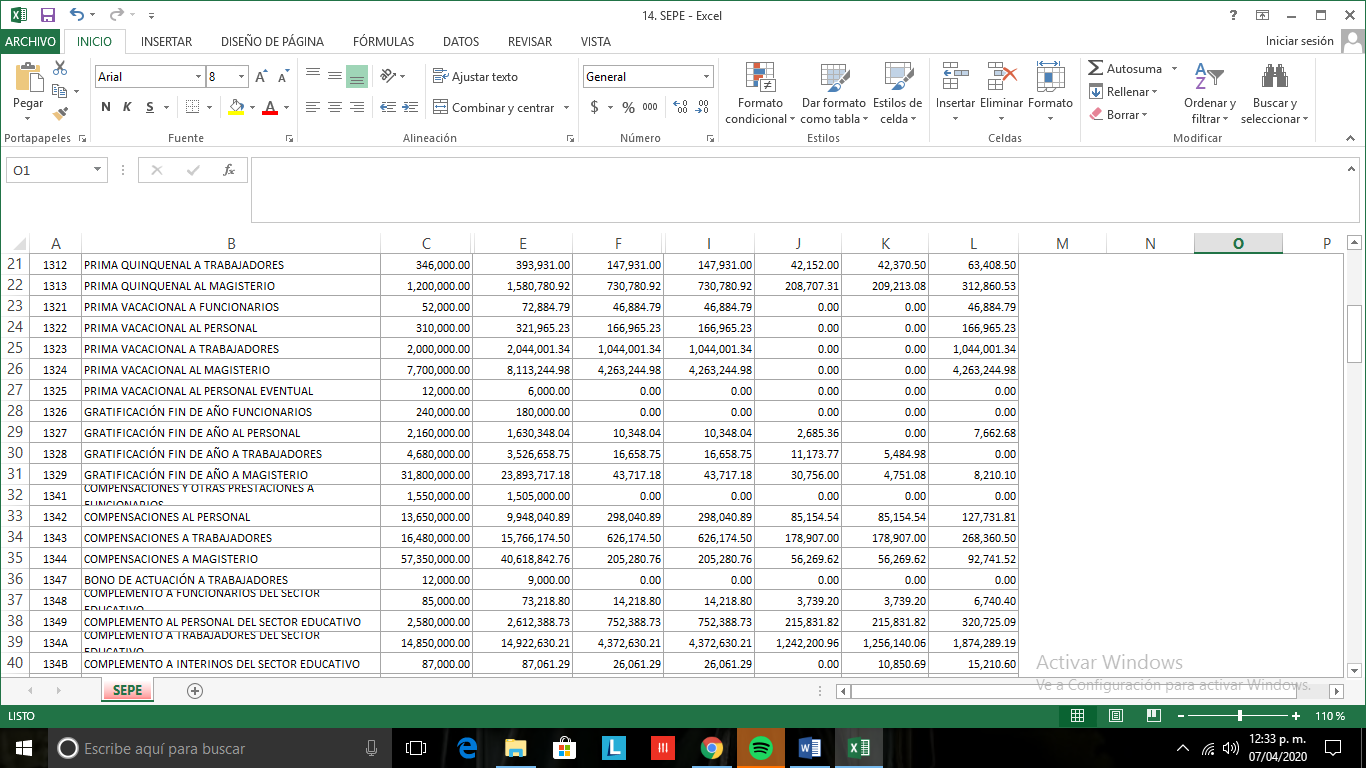 14. SEPE - Excel
ARCHIVO INICIO INSERTAR DISEÑO DE PÁGINA FÓRMULAS DATOS REVISAR VISTA Iniciar sesión
Pegar
Portapapeles
Arial 8
N K S
Fuente
Ajustar texto
Combinar y centrar
Alineación
General
$ % 000
Número
Formato condicional
Dar formato como tabla
Estilos de celda
Estilos
Insertar Eliminar Formato
Celdas
Autosuma
Rellenar
Borrar
Ordenar y filtrar
Buscar y seleccionar
Modificar
O1 fx
A B C E F I J K L M N O P
21 1312 PRIMA QUINQUENAL A TRABAJADORES 346,000.00 393,931.00 147,931.00 147,931.00 42,152.00 42,370.50 63,408.50
22 1313 PRIMA QUINQUENAL AL MAGISTERIO 1,200,000.00 1,580,780.92 730,780.92 730,780.92 208,707.31 209,213.08 312,860.53
23 1321 PRIMA VACACIONAL A FUNCIONARIOS 52,000.00 72,884.79 46,884.79 46,884.79 0.00 0.00 46,884.79
24 1322 PRIMA VACACIONAL AL PERSONAL 310,000.00 321,965.23 166,965.23 166,965.23 0.00 0.00 166,965.23
25 1323 PRIMA VACACIONAL A TRABAJADORES 2,000,000.00 2,044,001.34 1,044,001.34 1,044,001.34 0.00 0.00 1,044,001.34
26 1324 PRIMA VACACIONAL AL MAGISTERIO 7,700,000.00 8,113,244.98 4,263,244.98 4,263,244.98 0.00 0.00 4,263,244.98
27 1325 PRIMA VACACIONAL AL PERSONAL EVENTUAL 12,000.00 6,000.00 0.00 0.00 0.00 0.00 0.00
28 1326 GRATIFICACIÓN FIN DE AÑO FUNCIONARIOS 240,000.00 180,000.00 0.00 0.00 0.00 0.00 0.00
29 1327 GRATIFICACIÓN FIN DE AÑO AL PERSONAL 2,160,000.00 1,630,348.04 10,348.04 10,348.04 2,685.36 0.00 7,662.68
30 1328 GRATIFICACIÓN FIN DE AÑO A TRABAJADORES 4,680,000.00 3,526,658.75 16,658.75 16,658.75 11,173.77 5,484.98 0.00
31 1329 GRATIFICACIÓN FIN DE AÑO A MAGISTERIO 31,800,000.00 23,893,717.18 43,717.18 43,717.18 30,756.00 4,751.08 8,210.10
32 1341 COMPENSACIONES Y OTRAS PRESTACIONES A FUNCIONARIOS 1,550,000.00 1,505,000.00 0.00 0.00 0.00 0.00 0.00
33 1342 COMPENSACIONES AL PERSONAL 13,650,000.00 9,948,040.89 298,040.89 298,040.89 85,154.54 85,154.54 127,731.81
34 1343 COMPENSACIONES A TRABAJADORES 16,480,000.00 15,766,174.50 626,174.50 626,174.50 178,907.00 178,907.00 268,360.50
35 1344 COMPENSACIONES A MAGISTERIO 57,350,000.00 40,618,842.76 205,280.76 205,280.76 56,269.62 56,269.62 92,741.52
36 1347 BONO DE ACTUACIÓN A TRABAJADORES 12,000.00 9,000.00 0.00 0.00 0.00 0.00 0.00
37 1348 COMPLEMENTO A FUNCIONARIOS DEL SECTOR EDUCATIVO 85,000.00 73,218.80 14,218.80 14,218.80 3,739.20 3,739.20 6,740.40
38 1349 COMPLEMENTO AL PERSONAL DEL SECTOR EDUCATIVO 2,580,000.00 2,612,388.73 752,388.73 752,388.73 215,831.82 215,831.82 320,725.09
39 134A COMPLEMENTO A TRABAJADORES DEL SECTOR EDUCATIVO 14,850,000.00 14,922,630.21 4,372,630.21 4,372,630.21 1,242,200.96 1,256,140.06 1,874,289.19
40 134B COMPLEMENTO A INTERINOS DEL SECTOR EDUCATIVO 87,000.00 87,061.29 26,061.29 26,061.29 0.00 10,850.69 15,210.60
Activar Windows
Ve a Configuración para activar Windows.
SEPE
LISTO 110 %
Escribe aquí para buscar
12:33 p. m.
07/04/2020